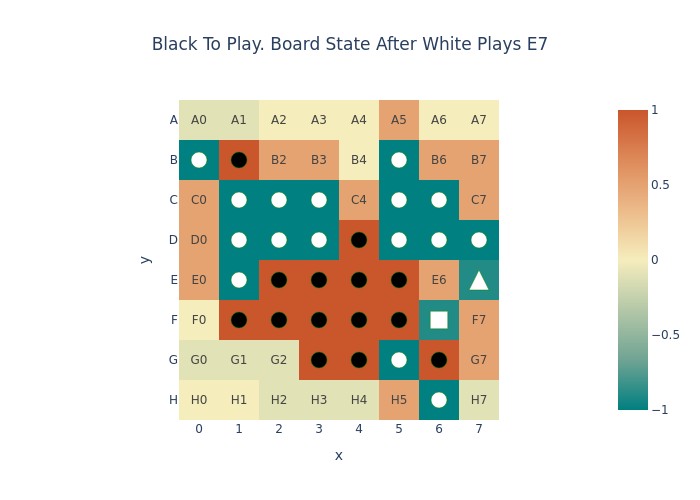 Black To Play. Board State After White Plays E7
A A0 A1 A2 A3 A4 A5 A6 A7
B B2 B3 B4 B6 B7
C C0 C4 C7
D D0
E E0 E6
F F0 F7
G G0 G1 G2 G7
H H0 H1 H2 H3 H4 H5 H7
0 1 2 3 4 5 6 7
x
y
1
0.5
0
−0.5
−1